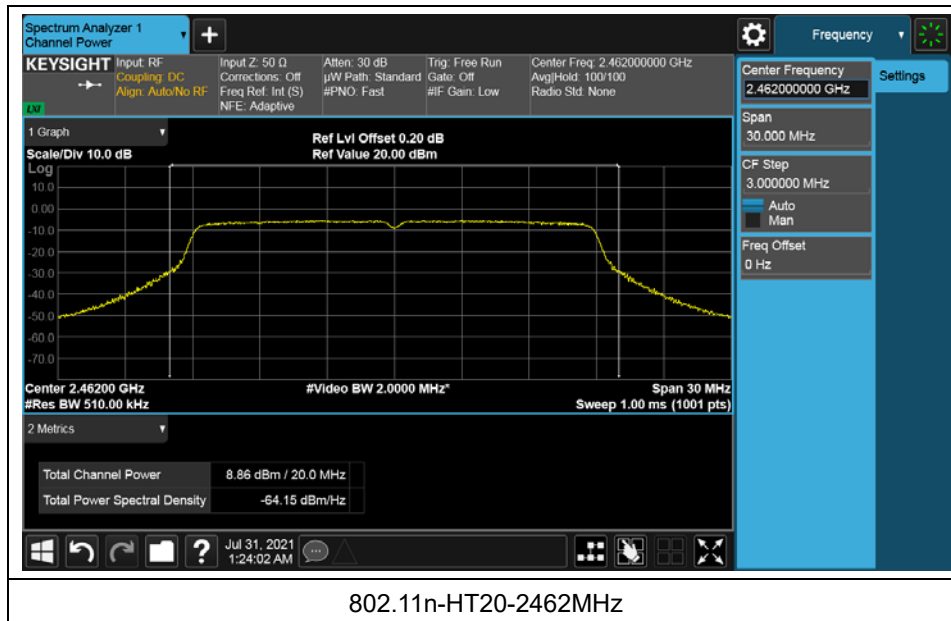 Spectrum Analyzer 1
Channel Power
+
Frequency
KEYSIGHT
LXI
Input: RF
Coupling: DC
Align: Auto/No RF
Input Z: 50 Ω
Corrections: Off
Freq Ref: Int (S)
NFE: Adaptive
Atten: 30 dB
µW Path: Standard
#PNO: Fast
Trig: Free Run
Gate: Off
#IF Gain: Low
Center Freq: 2.462000000 GHz
Avg|Hold: 100/100
Radio Std: None
Center Frequency
2.462000000 GHz
Settings
Span
30.000 MHz
CF Step
3.000000 MHz
Auto
Man
Freq Offset
0 Hz
1 Graph
Scale/Div 10.0 dB
Ref Lvl Offset 0.20 dB
Ref Value 20.00 dBm
Log
10.0
0.00
-10.0
-20.0
-30.0
-40.0
-50.0
-60.0
-70.0
Center 2.46200 GHz
#Res BW 510.00 kHz
#Video BW 2.0000 MHz*
Span 30 MHz
Sweep 1.00 ms (1001 pts)
2 Metrics
Total Channel Power 8.86 dBm / 20.0 MHz
Total Power Spectral Density -64.15 dBm/Hz
?
Jul 31, 2021
1:24:02 AM
802.11n-HT20-2462MHz